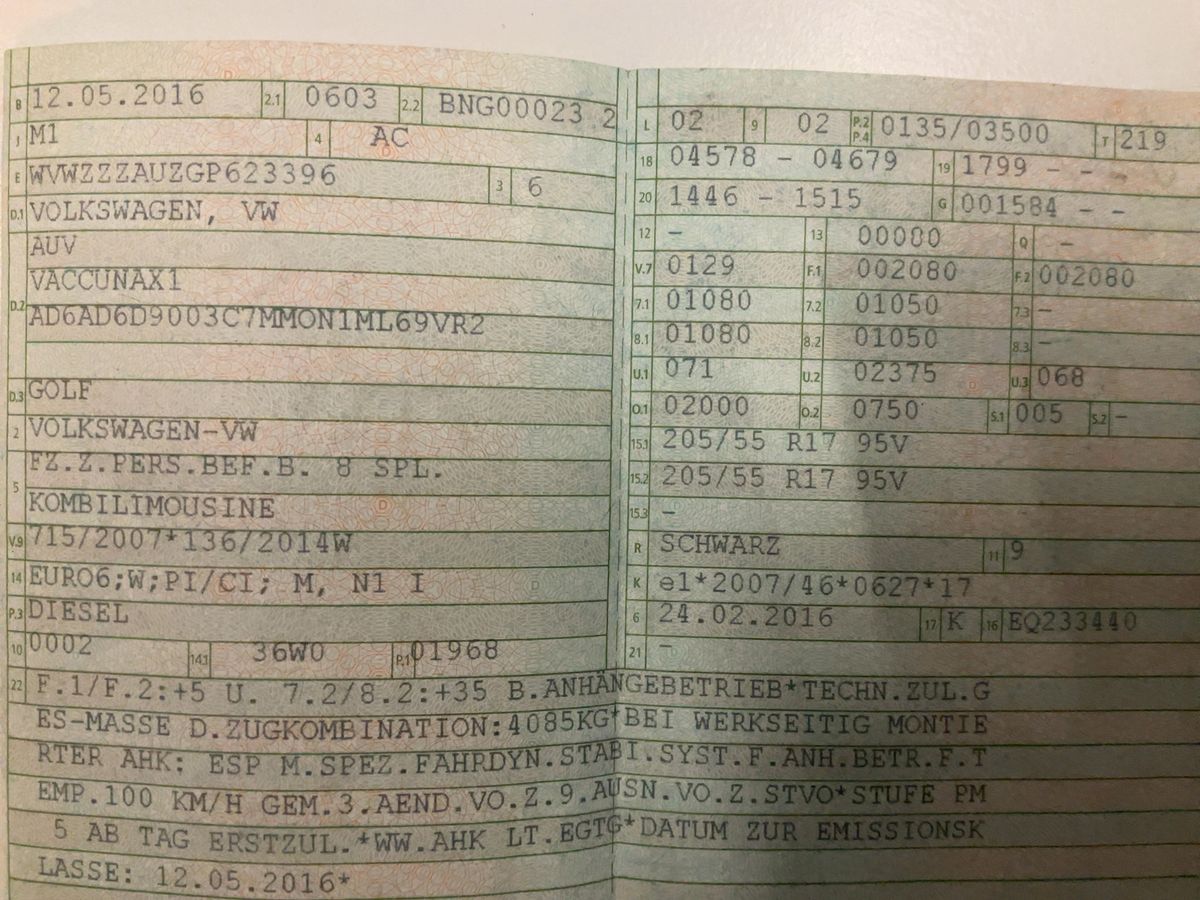 B 12.05.2016 2.1 0603 2.2 BNG00023 2
J M1 4 AC
E WVWZZZAUZGP623396 3 6
D.1 VOLKSWAGEN, VW
AUV
D.2 VACCUNAX1
AD6AD6D9003C7MMON1ML69VR2
D.3 GOLF
2 VOLKSWAGEN-VW
5 FZ.Z.PERS.BEF.B. 8 SPL.
KOMBILIMOUSINE
V.9 715/2007*136/2014W
14 EURO6;W;PI/CI; M, N1 I
P.3 DIESEL
10 0002 14.1 36W0 P.1 01968
L 02 9 02 P.2 P.4 0135/03500 T 219
18 04578 - 04679 19 1799 - - -
20 1446 - 1515 G 001584 - -
12 - 13 00080 Q -
V.7 0129 F.1 002080 F.2 002080
7.1 01080 7.2 01050 7.3 -
8.1 01080 8.2 01050 8.3 -
U.1 071 U.2 02375 U.3 068
O.1 02000 O.2 0750 S.1 005 S.2 -
15.1 205/55 R17 95V
15.2 205/55 R17 95V
15.3 -
R SCHWARZ 11 9
K e1*2007/46*0627*17
6 24.02.2016 17 K 16 EQ233440
21 -
22 F.1/F.2:+5 U. 7.2/8.2:+35 B.ANHÄNGEBETRIEB*TECHN.ZUL.G
ES-MASSE D.ZUGKOMBINATION:4085KG*BEI WERKSEITIG MONTIE
RTER AHK: ESP M.SPEZ.FAHRDYN.STABI.SYST.F.ANH.BETR.F.T
EMP.100 KM/H GEM.3.AEND.VO.Z.9.AUSN.VO.Z.STVO*STUFE PM
5 AB TAG ERSTZUL.*WW.AHK LT.EGTG*DATUM ZUR EMISSIONSK
LASSE: 12.05.2016*